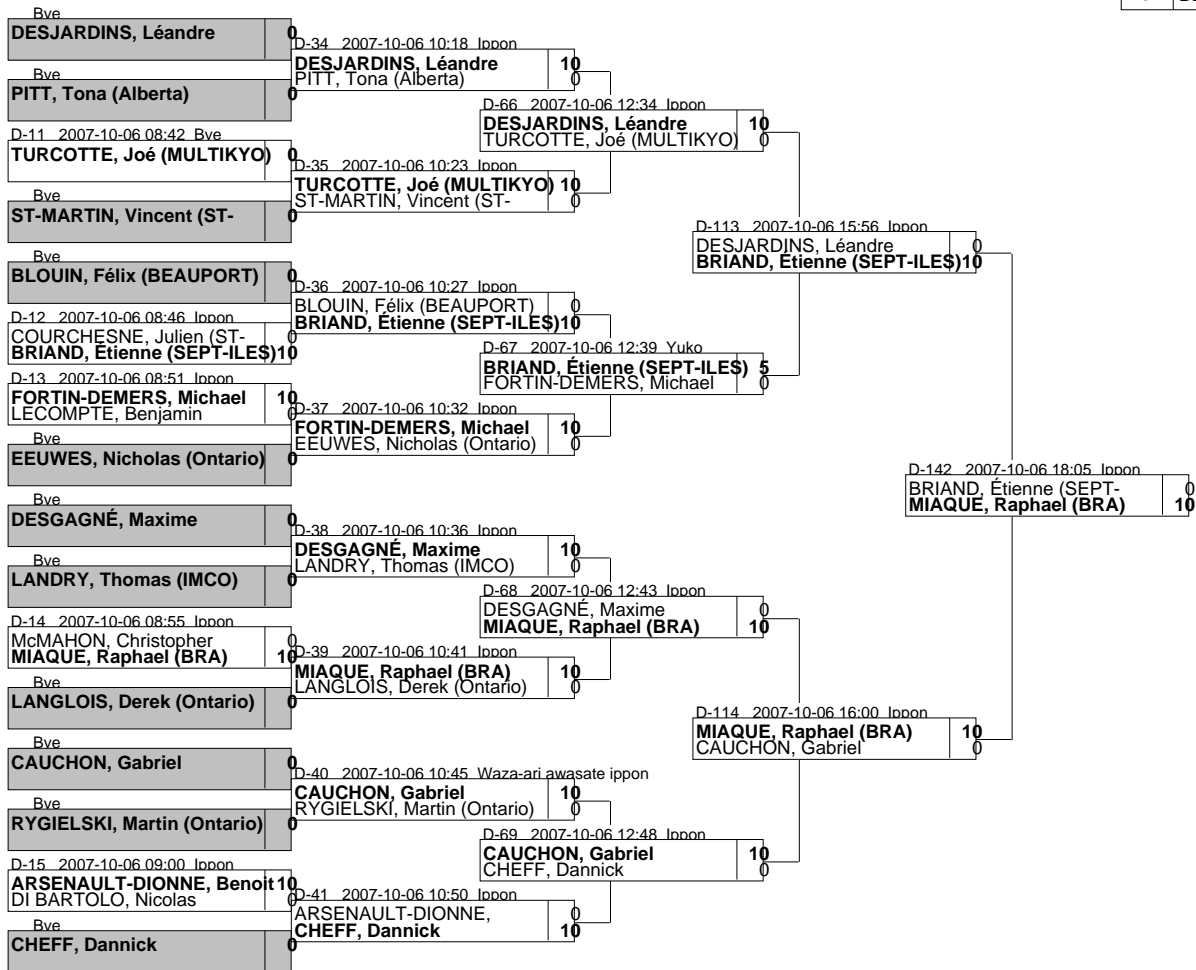 Bye
DESJARDINS, Léandre 0
Bye
PITT, Tona (Alberta) 0
D-11 2007-10-06 08:42 Bye
TURCOTTE, Joé (MULTIKYO) 0
Bye
ST-MARTIN, Vincent (ST- 0
Bye
BLOUIN, Félix (BEAUPORT) 0
D-12 2007-10-06 08:46 Ippon
COURCHESNE, Julien (ST- 0
BRIAND, Étienne (SEPT-ILES) 10
D-13 2007-10-06 08:51 Ippon
FORTIN-DEMERS, Michael 10
LECOMPTE, Benjamin 0
Bye
EEUWES, Nicholas (Ontario) 0
Bye
DESGAGNÉ, Maxime 0
Bye
LANDRY, Thomas (IMCO) 0
D-14 2007-10-06 08:55 Ippon
McMAHON, Christopher 0
MIAQUE, Raphael (BRA) 10
Bye
LANGLOIS, Derek (Ontario) 0
Bye
CAUCHON, Gabriel 0
Bye
RYGIELSKI, Martin (Ontario) 0
D-15 2007-10-06 09:00 Ippon
ARSENAULT-DIONNE, Benoit 10
DI BARTOLO, Nicolas 0
Bye
CHEFF, Dannick 0
D-34 2007-10-06 10:18 Ippon
DESJARDINS, Léandre 10
PITT, Tona (Alberta) 0
D-35 2007-10-06 10:23 Ippon
TURCOTTE, Joé (MULTIKYO) 10
ST-MARTIN, Vincent (ST- 0
D-36 2007-10-06 10:27 Ippon
BLOUIN, Félix (BEAUPORT) 0
BRIAND, Étienne (SEPT-ILES) 10
D-37 2007-10-06 10:32 Ippon
FORTIN-DEMERS, Michael 10
EEUWES, Nicholas (Ontario) 0
D-38 2007-10-06 10:36 Ippon
DESGAGNÉ, Maxime 10
LANDRY, Thomas (IMCO) 0
D-39 2007-10-06 10:41 Ippon
MIAQUE, Raphael (BRA) 10
LANGLOIS, Derek (Ontario) 0
D-40 2007-10-06 10:45 Waza-ari awasate ippon
CAUCHON, Gabriel 10
RYGIELSKI, Martin (Ontario) 0
D-41 2007-10-06 10:50 Ippon
ARSENAULT-DIONNE, 0
CHEFF, Dannick 10
D-66 2007-10-06 12:34 Ippon
DESJARDINS, Léandre 10
TURCOTTE, Joé (MULTIKYO) 0
D-67 2007-10-06 12:39 Yuko
BRIAND, Étienne (SEPT-ILES) 5
FORTIN-DEMERS, Michael 0
D-68 2007-10-06 12:43 Ippon
DESGAGNÉ, Maxime 0
MIAQUE, Raphael (BRA) 10
D-69 2007-10-06 12:48 Ippon
CAUCHON, Gabriel 10
CHEFF, Dannick 0
D-113 2007-10-06 15:56 Ippon
DESJARDINS, Léandre 0
BRIAND, Étienne (SEPT-ILES) 10
D-114 2007-10-06 16:00 Ippon
MIAQUE, Raphael (BRA) 10
CAUCHON, Gabriel 0
D-142 2007-10-06 18:05 Ippon
BRIAND, Étienne (SEPT- 0
MIAQUE, Raphael (BRA) 10